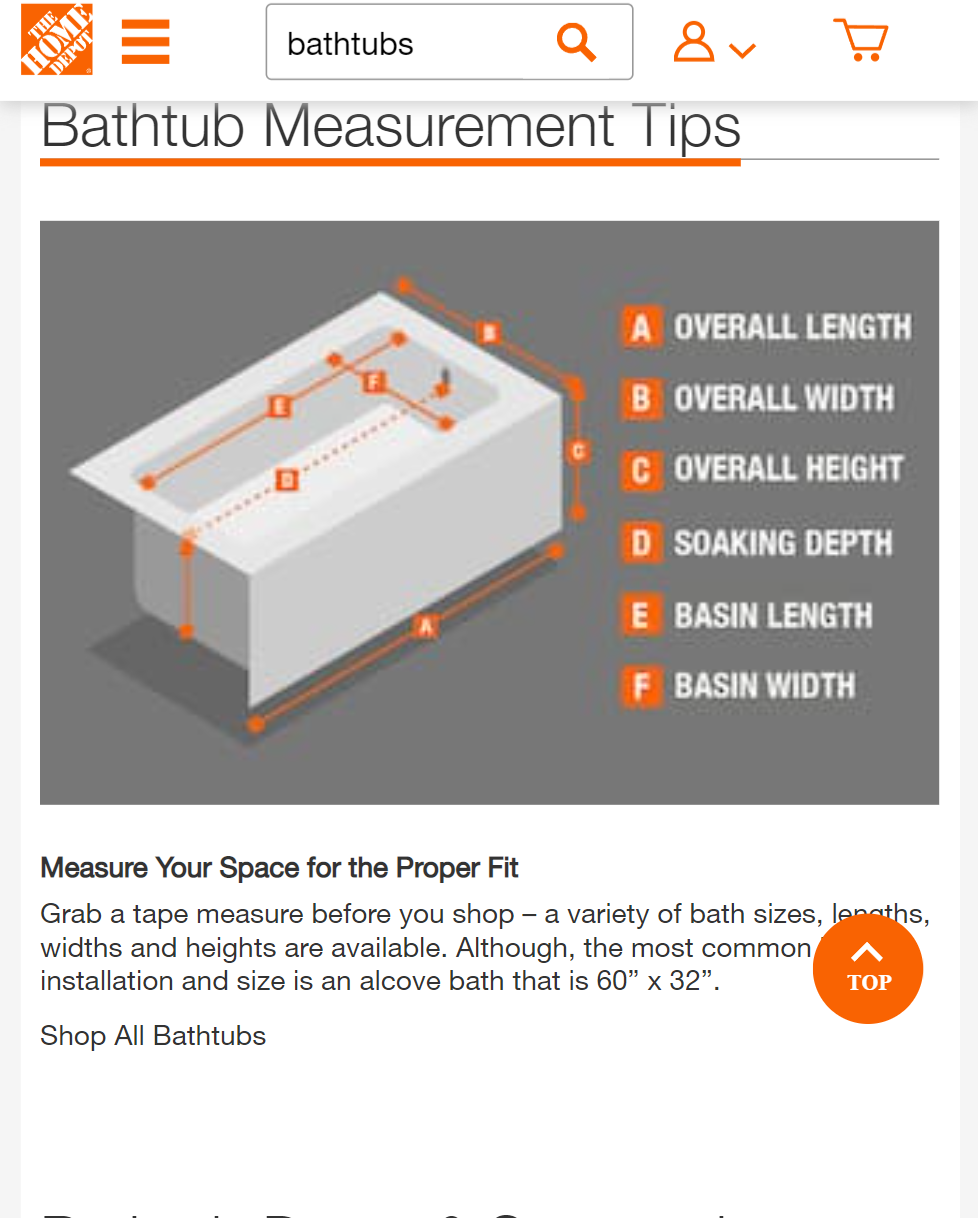 THE
HOME
DEPOT
bathtubs
Bathtub Measurement Tips
A OVERALL LENGTH
B OVERALL WIDTH
C OVERALL HEIGHT
D SOAKING DEPTH
E BASIN LENGTH
F BASIN WIDTH
B
F
E
C
D
A
Measure Your Space for the Proper Fit
Grab a tape measure before you shop – a variety of bath sizes, lengths,
widths and heights are available. Although, the most common
installation and size is an alcove bath that is 60” x 32”.
TOP
Shop All Bathtubs